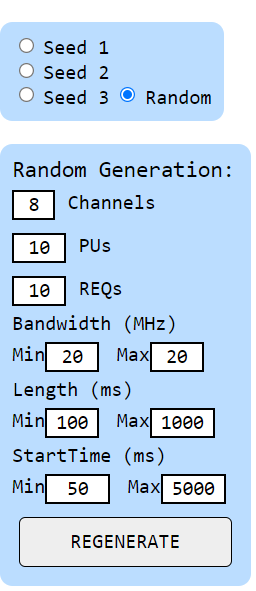 Seed 1
Seed 2
Seed 3 Random
Random Generation:
8 Channels
10 PUs
10 REQs
Bandwidth (MHz)
Min 20 Max 20
Length (ms)
Min 100 Max 1000
StartTime (ms)
Min 50 Max 5000
REGENERATE